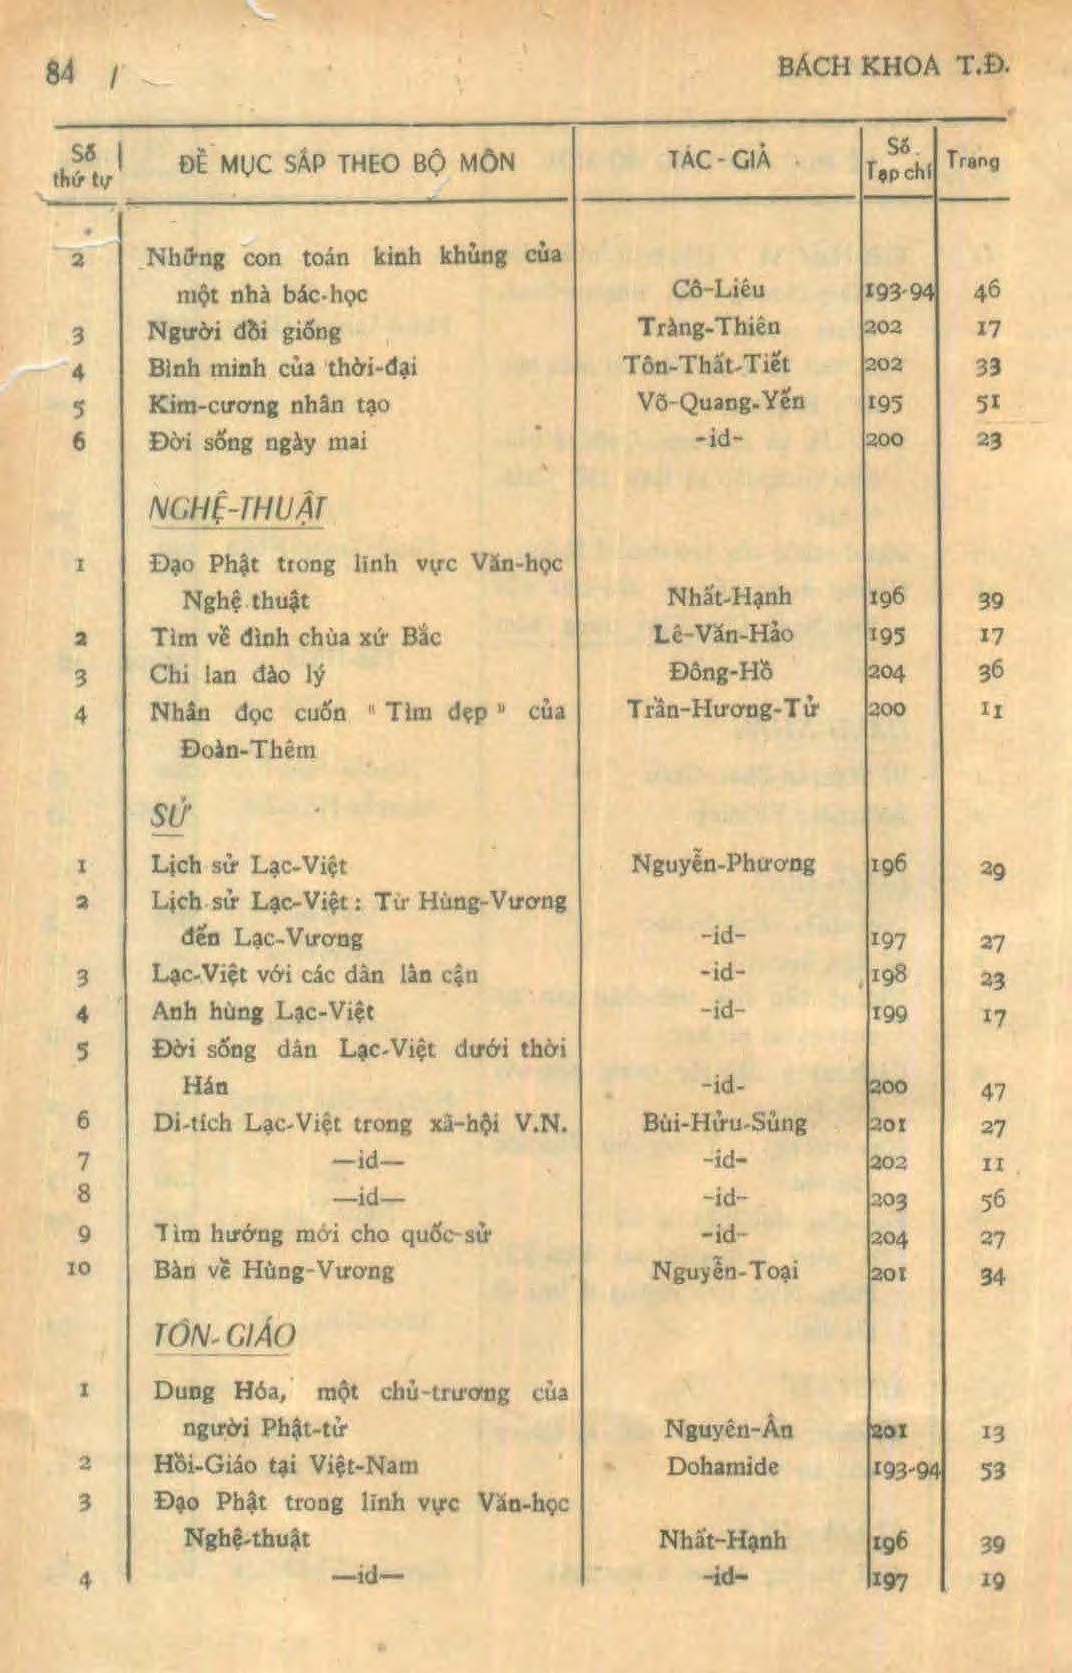 84
BÁCH KHOA T.Đ.
Số thứ tự | ĐỀ MỤC SẮP THEO BỘ MÔN | TÁC-GIẢ | Số Tạp chí | Trang
2 Những con toán kinh khủng của
một nhà bác-học Cô-Liêu 193-94 46
3 Người đồi giống Tràng-Thiên 202 17
4 Bình minh của thời-đại Tôn-Thất-Tiết 202 33
5 Kim-cương nhân tạo Võ-Quang-Yến 195 51
6 Đời sống ngày mai -id- 200 23
NGHỆ-THUẬT
1 Đạo Phật trong lĩnh vực Văn-học
Nghệ thuật Nhất-Hạnh 196 39
2 Tìm về đình chùa xứ Bắc Lê-Văn-Hảo 195 17
3 Chi lan đào lý Đông-Hồ 204 36
4 Nhân đọc cuốn " Tìm đẹp " của Trần-Hương-Tử 200 11
Đoàn-Thêm
SỬ
1 Lịch sử Lạc-Việt Nguyễn-Phương 196 29
2 Lịch sử Lạc-Việt : Từ Hùng-Vương
đến Lạc-Vương -id- 197 27
3 Lạc-Việt với các dân lân cận -id- 198 23
4 Anh hùng Lạc-Việt -id- 199 17
5 Đời sống dân Lạc-Việt dưới thời
Hán -id- 200 47
6 Di-tích Lạc-Việt trong xã-hội V.N. Bùi-Hửu-Sủng 201 27
7 —id— -id- 202 11
8 —id— -id- 203 56
9 Tìm hướng mới cho quốc-sử -id- 204 27
10 Bàn về Hùng-Vương Nguyễn-Toại 201 34
TÔN-GIÁO
1 Dung Hóa, một chủ-trương của
người Phật-tử Nguyên-Ân 201 13
2 Hồi-Giáo tại Việt-Nam Dohamide 193-94 53
3 Đạo Phật trong lĩnh vực Văn-học
Nghệ-thuật Nhất-Hạnh 196 39
4 —id— -id- 197 19